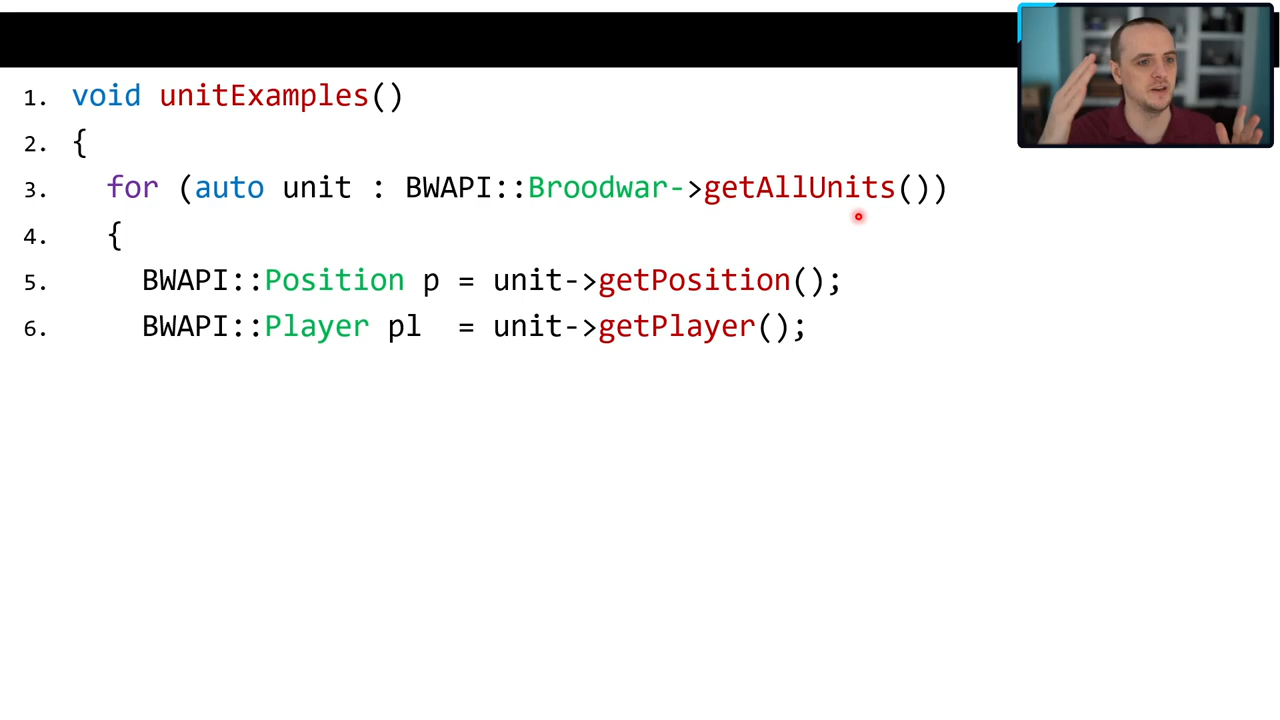 1. void unitExamples()
2. {
3. for (auto unit : BWAPI::Broodwar->getAllUnits())
4. {
5. BWAPI::Position p = unit->getPosition();
6. BWAPI::Player pl = unit->getPlayer();